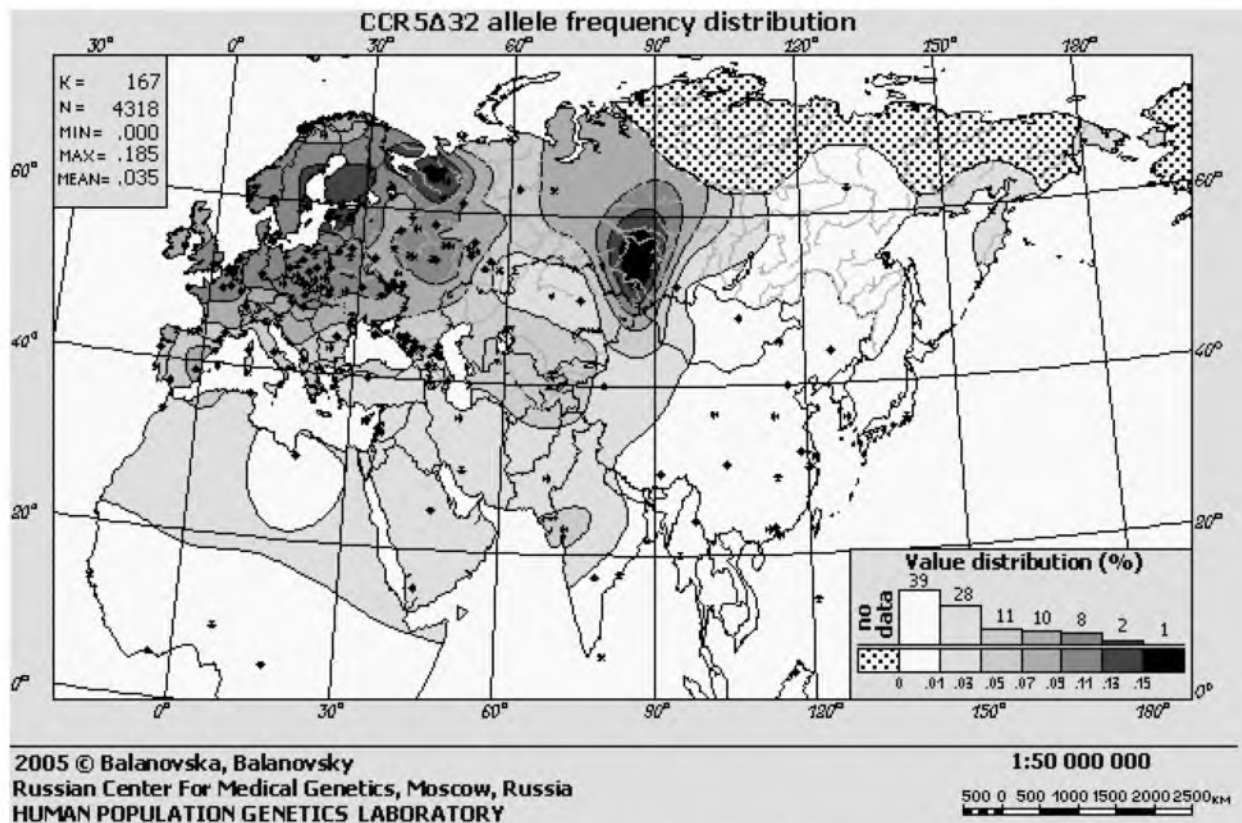 CCR5Δ32 allele frequency distribution
30° 0° 30° 60° 90° 120° 150° 180°
K = 167
N = 4318
MIN= .000
MAX= .185
MEAN= .035
60° 60°
40° 40°
20° 20°
0° 0°
Value distribution (%)
no data
39 28 11 10 8 2 1
0 .01 .03 .05 .07 .09 .11 .13 .15
0° 30° 60° 90° 120° 150° 180°
2005 © Balanovska, Balanovsky
Russian Center For Medical Genetics, Moscow, Russia
HUMAN POPULATION GENETICS LABORATORY
1:50 000 000
500 0 500 1000 1500 2000 2500KM